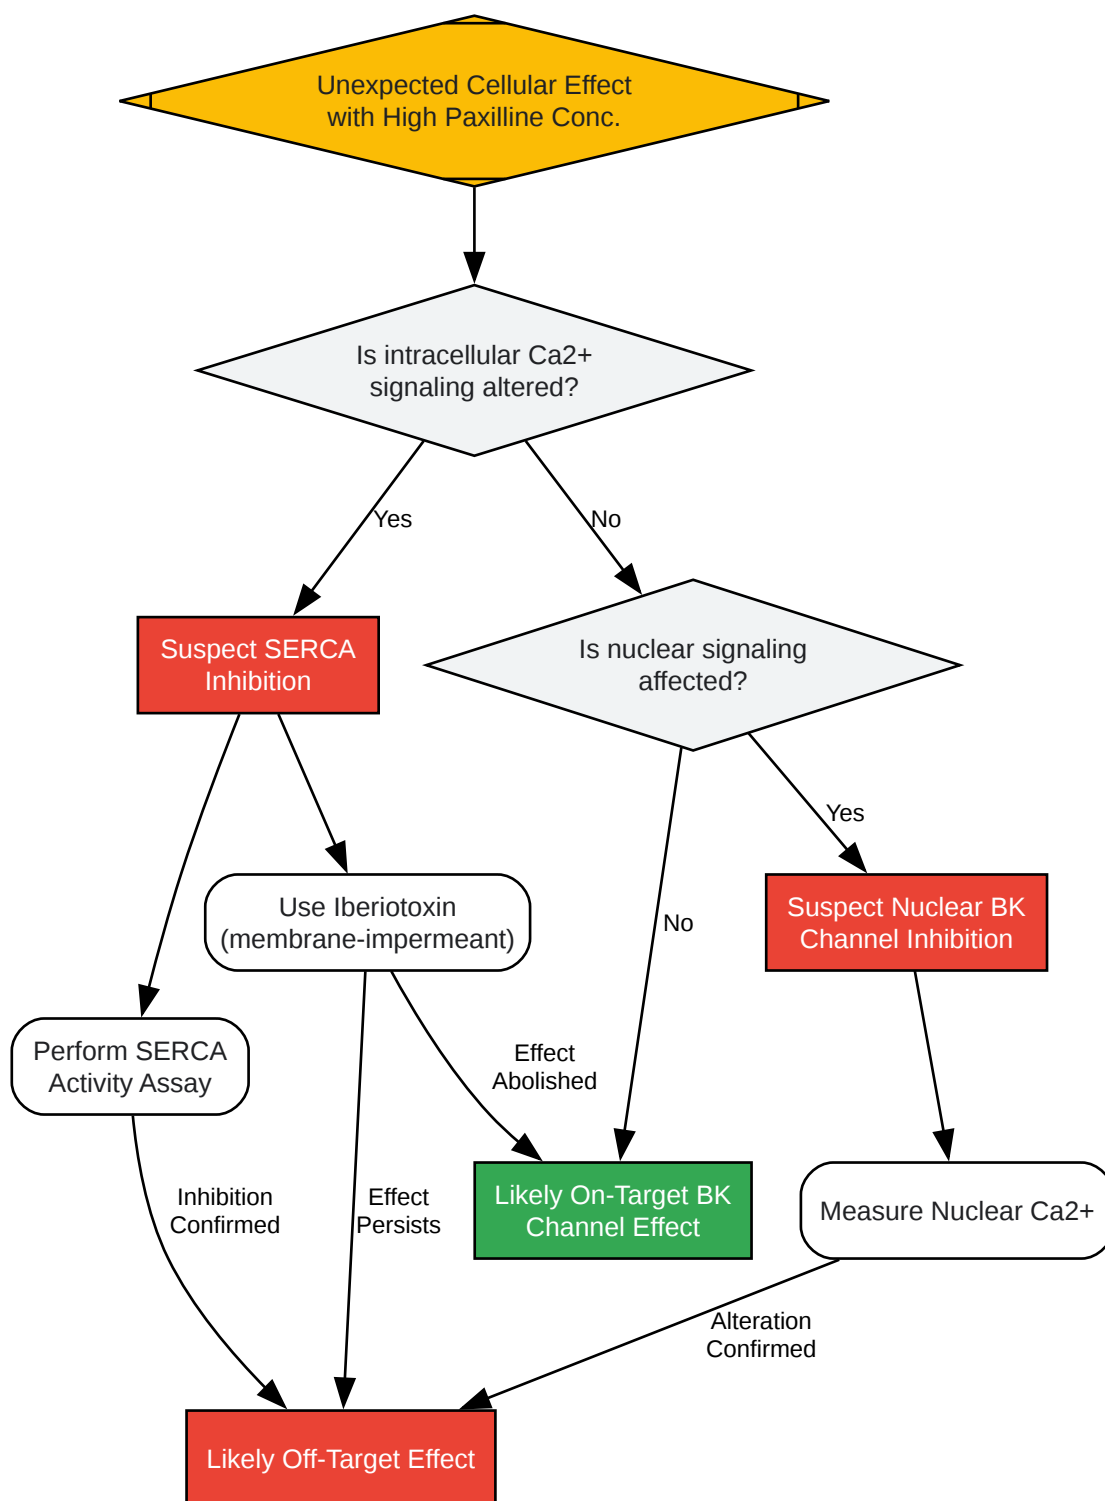 Unexpected Cellular Effect
with High Paxilline Conc.
Is intracellular Ca2+
signaling altered?
Yes
No
Suspect SERCA
Inhibition
Is nuclear signaling
affected?
Yes
Use Iberiotoxin
(membrane-impermeant)
No
Suspect Nuclear BK
Channel Inhibition
Perform SERCA
Activity Assay
Effect
Abolished
Inhibition
Confirmed
Effect
Persists
Likely On-Target BK
Channel Effect
Measure Nuclear Ca2+
Alteration
Confirmed
Likely Off-Target Effect